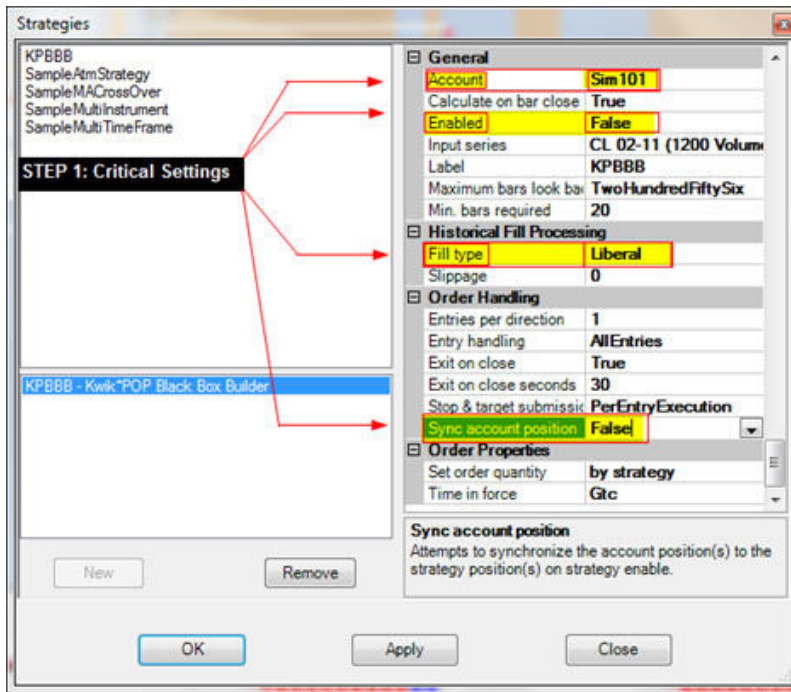 Strategies
KPBBB
SampleAtmStrategy
SampleMACrossOver
SampleMultiInstrument
SampleMultiTimeFrame
STEP 1: Critical Settings
KPBBB - Kwik*POP Black Box Builder
New
Remove
General
Account Sim101
Calculate on bar close True
Enabled False
Input series CL 02-11 (1200 Volume
Label KPBBB
Maximum bars look bac TwoHundredFiftySix
Min. bars required 20
Historical Fill Processing
Fill type Liberal
Slippage 0
Order Handling
Entries per direction 1
Entry handling AllEntries
Exit on close True
Exit on close seconds 30
Stop & target submissic PerEntryExecution
Sync account position False
Order Properties
Set order quantity by strategy
Time in force Gtc
Sync account position
Attempts to synchronize the account position(s) to the
strategy position(s) on strategy enable.
OK
Apply
Close